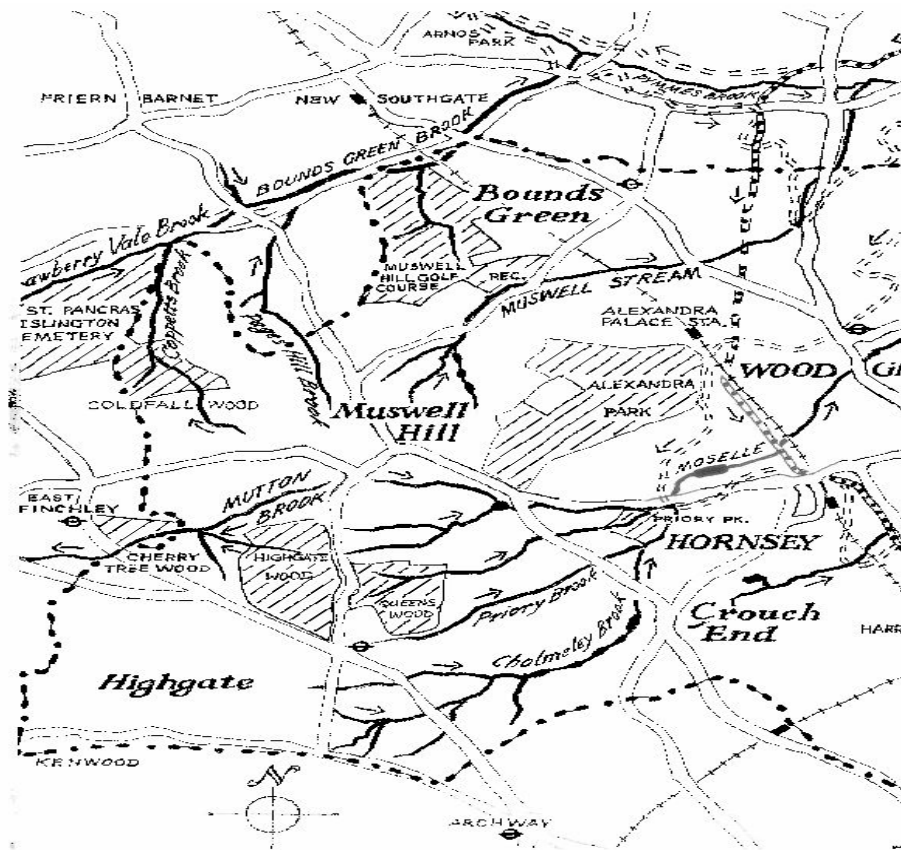 ARNOS
PARK
FRIERN BARNET
NEW SOUTHGATE
PYMMES BROOK
BOUNDS GREEN BROOK
Bounds
Green
awberry Vale Brook
Coppetts Brook
MUSWELL
HILL GOLF
COURSE
REC.
MUSWELL STREAM
ST. PANCRAS
ISLINGTON
EMETERY
Pages Hill Brook
ALEXANDRA
PALACE STA.
WOOD G
ALEXANDRA
PARK
COLDFALL WOOD
Muswell
Hill
MOSELLE
EAST
FINCHLEY
MUTTON
BROOK
PRIORY PK.
HORNSEY
CHERRY
TREE WOOD
HIGHGATE
WOOD
QUEENS
WOOD
Priory Brook
Crouch
End
HARR
Cholmeley Brook
Highgate
KENWOOD
N
ARCHWAY